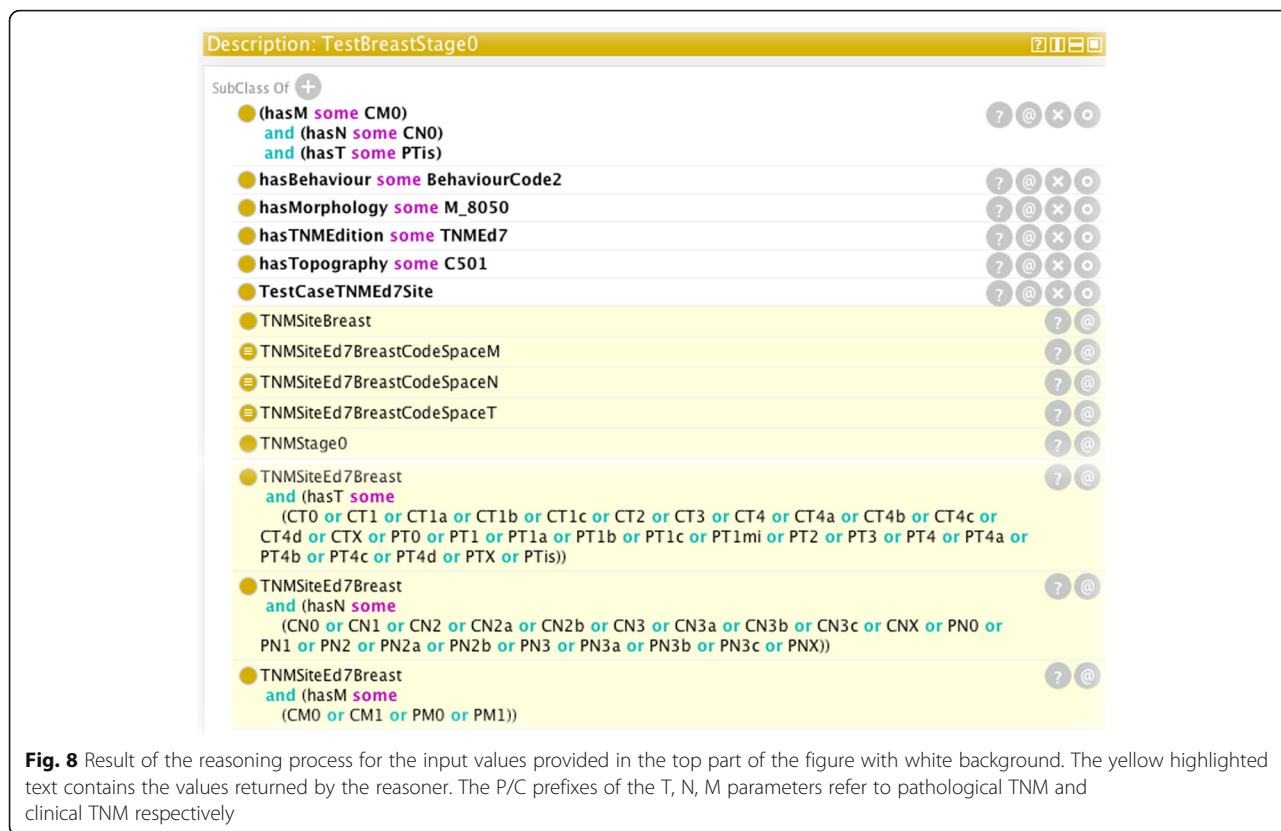 Description: TestBreastStage0
SubClass Of
(hasM some CM0)
and (hasN some CN0)
and (hasT some PTis)
hasBehaviour some BehaviourCode2
hasMorphology some M_8050
hasTNMEdition some TNMEd7
hasTopography some C501
TestCaseTNMEd7Site
TNMSiteBreast
TNMSiteEd7BreastCodeSpaceM
TNMSiteEd7BreastCodeSpaceN
TNMSiteEd7BreastCodeSpaceT
TNMStage0
TNMSiteEd7Breast
and (hasT some
(CT0 or CT1 or CT1a or CT1b or CT1c or CT2 or CT3 or CT4 or CT4a or CT4b or CT4c or
CT4d or CTX or PT0 or PT1 or PT1a or PT1b or PT1c or PT1mi or PT2 or PT3 or PT4 or PT4a or
PT4b or PT4c or PT4d or PTX or PTis))
TNMSiteEd7Breast
and (hasN some
(CN0 or CN1 or CN2 or CN2a or CN2b or CN3 or CN3a or CN3b or CN3c or CNX or PN0 or
PN1 or PN2 or PN2a or PN2b or PN3 or PN3a or PN3b or PN3c or PNX))
TNMSiteEd7Breast
and (hasM some
(CM0 or CM1 or PM0 or PM1))
Fig. 8 Result of the reasoning process for the input values provided in the top part of the figure with white background. The yellow highlighted
text contains the values returned by the reasoner. The P/C prefixes of the T, N, M parameters refer to pathological TNM and
clinical TNM respectively